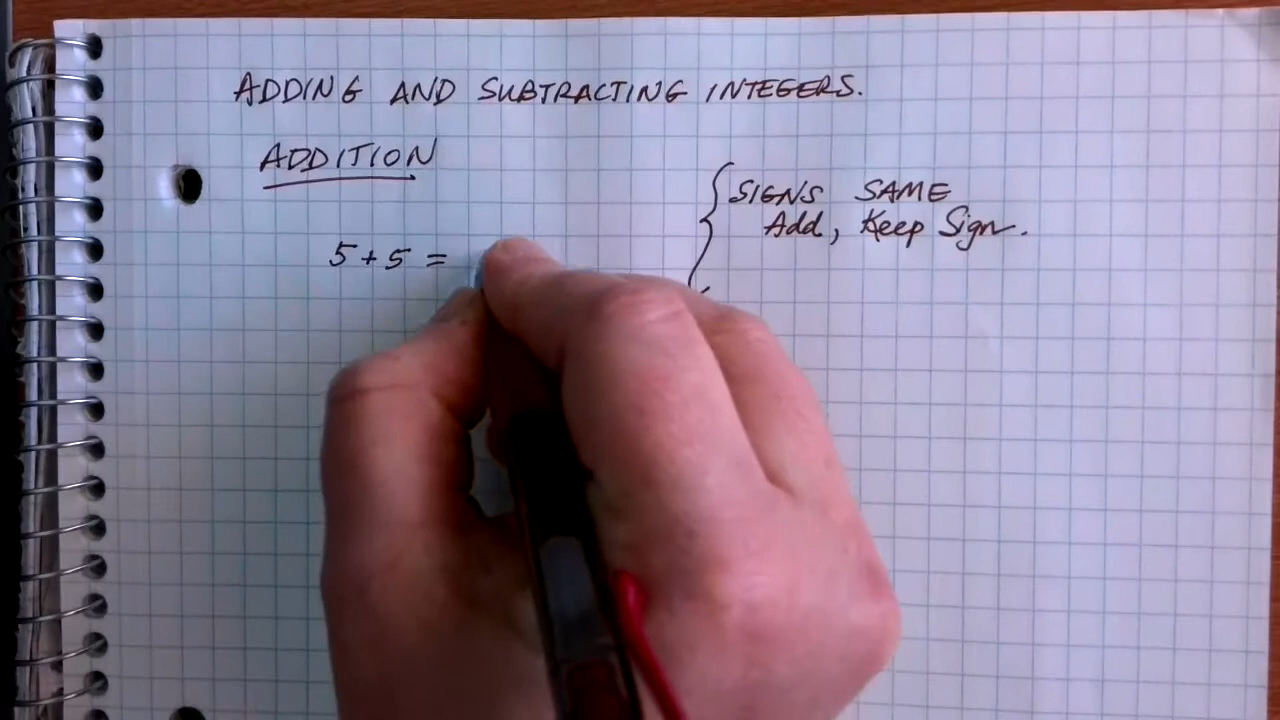 ADDING AND SUBTRACTING INTEGERS.
ADDITION
SIGNS SAME
Add, Keep Sign.
5+5 =